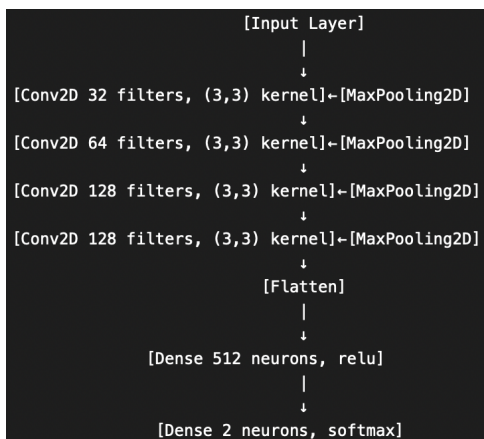 [Input Layer]
|
↓
[Conv2D 32 filters, (3,3) kernel]←[MaxPooling2D]
↓
[Conv2D 64 filters, (3,3) kernel]←[MaxPooling2D]
↓
[Conv2D 128 filters, (3,3) kernel]←[MaxPooling2D]
↓
[Conv2D 128 filters, (3,3) kernel]←[MaxPooling2D]
↓
[Flatten]
|
↓
[Dense 512 neurons, relu]
|
↓
[Dense 2 neurons, softmax]